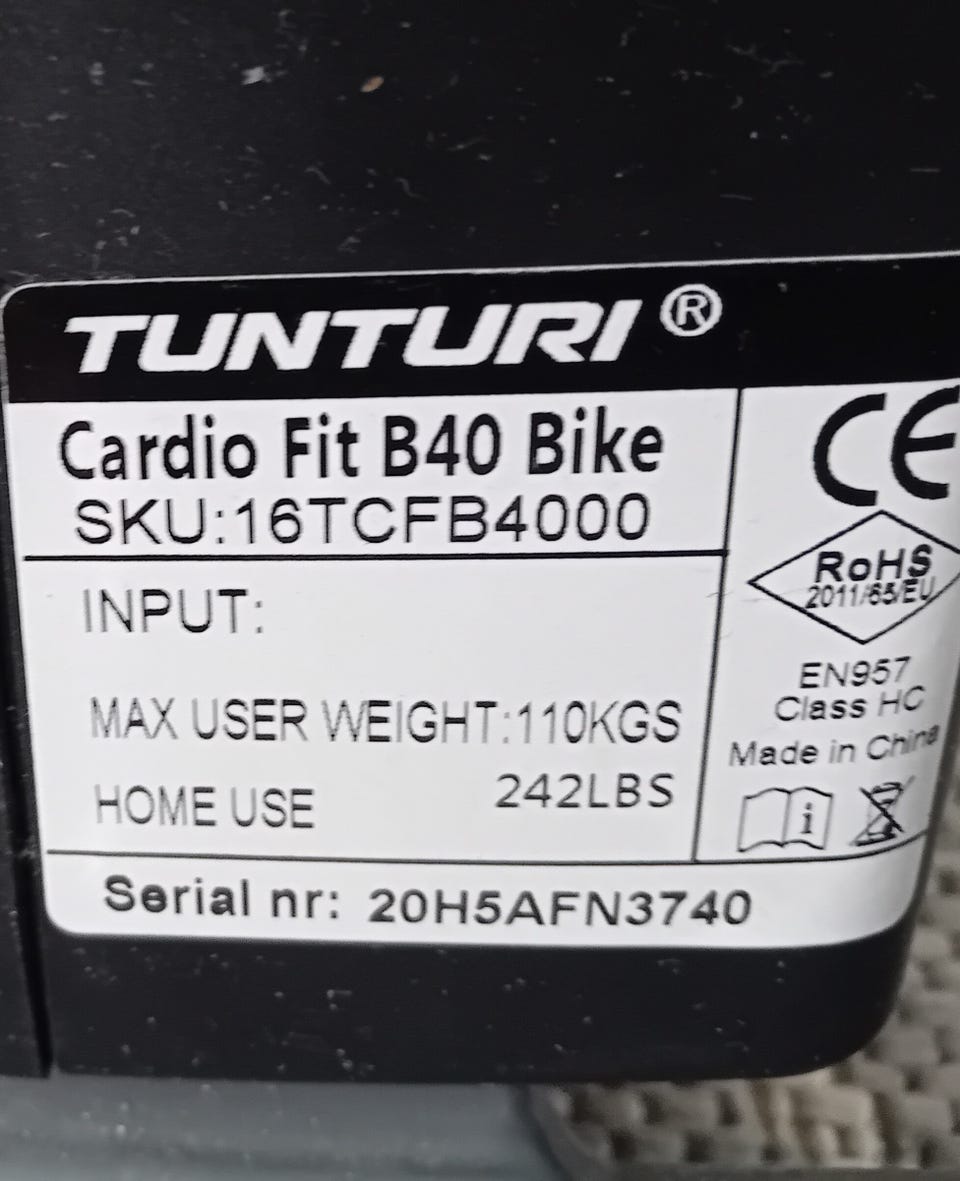 TUNTURI®
Cardio Fit B40 Bike
SKU:16TCFB4000
INPUT:
MAX USER WEIGHT:110KGS
242LBS
HOME USE
Serial nr: 20H5AFN3740
CE
RoHS
2011/65/EU
EN957
Class HC
Made in China
i